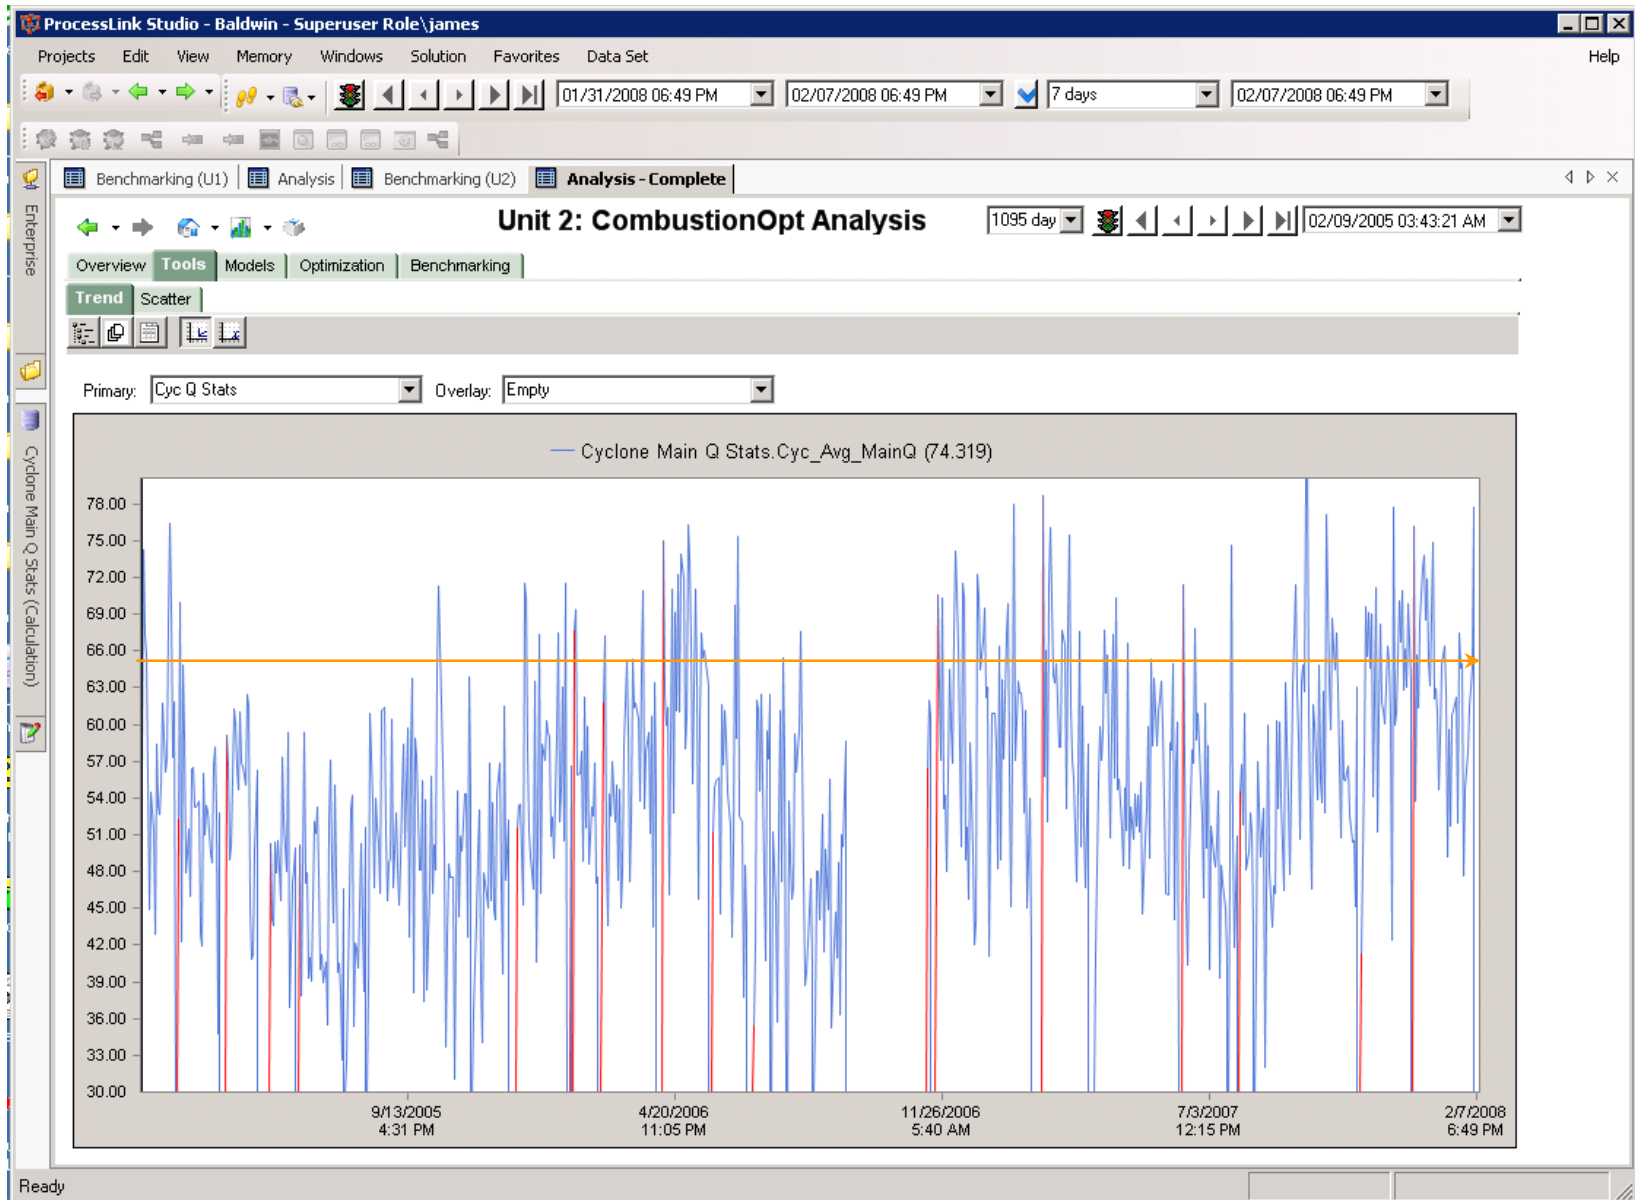 ProcessLink Studio - Baldwin - Superuser Role\james
Projects Edit View Memory Windows Solution Favorites Data Set Help
01/31/2008 06:49 PM 02/07/2008 06:49 PM 7 days 02/07/2008 06:49 PM
Benchmarking (U1) Analysis Benchmarking (U2) Analysis - Complete
Enterprise
Cyclone Main Q Stats (Calculation)
Unit 2: CombustionOpt Analysis 1095 day 02/09/2005 03:43:21 AM
Overview Tools Models Optimization Benchmarking
Trend Scatter
Primary: Cyc Q Stats Overlay: Empty
Cyclone Main Q Stats.Cyc_Avg_MainQ (74.319)
78.00
75.00
72.00
69.00
66.00
63.00
60.00
57.00
54.00
51.00
48.00
45.00
42.00
39.00
36.00
33.00
30.00
9/13/2005 4/20/2006 11/26/2006 7/3/2007 2/7/2008
4:31 PM 11:05 PM 5:40 AM 12:15 PM 6:49 PM
Ready